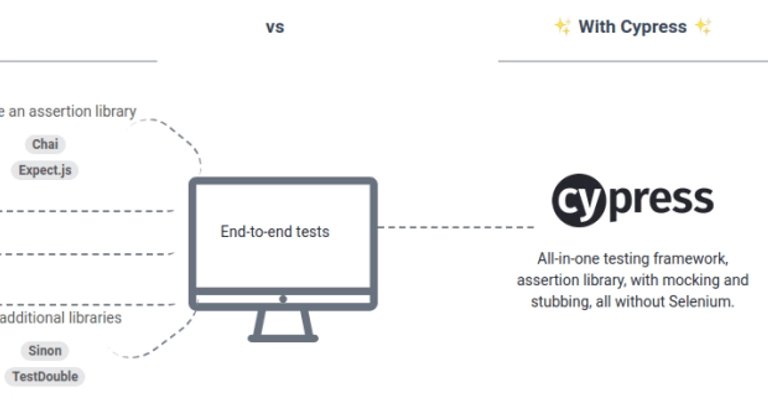 vs
✨ With Cypress ✨
e an assertion library
Chai
Expect.js
End-to-end tests
cypress
All-in-one testing framework,
assertion library, with mocking and
stubbing, all without Selenium.
additional libraries
Sinon
TestDouble